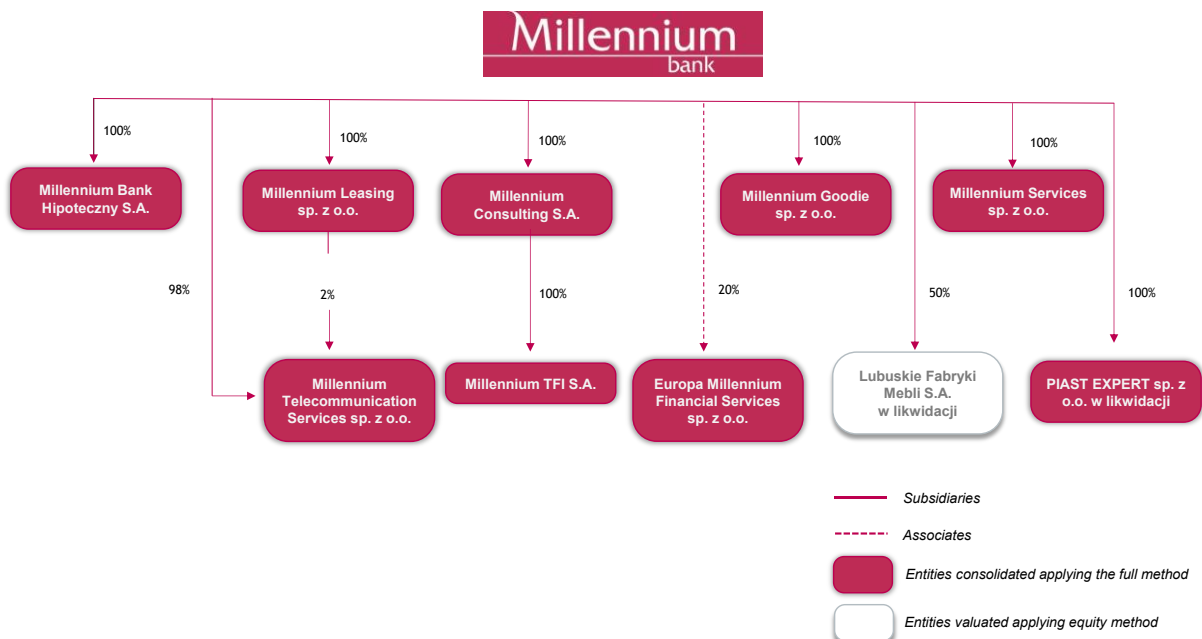 Millennium
bank
100%
100%
100%
100%
100%
Millennium Bank
Hipoteczny S.A.
Millennium Leasing
sp. z o.o.
Millennium
Consulting S.A.
Millennium Goodie
sp. z o.o.
Millennium Services
sp. z o.o.
98%
2%
100%
20%
50%
100%
Millennium
Telecommunication
Services sp. z o.o.
Millennium TFI S.A.
Europa Millennium
Financial Services
sp. z o.o.
Lubuskie Fabryki
Mebli S.A.
w likwidacji
PIAST EXPERT sp. z
o.o. w likwidacji
Subsidiaries
Associates
Entities consolidated applying the full method
Entities valuated applying equity method